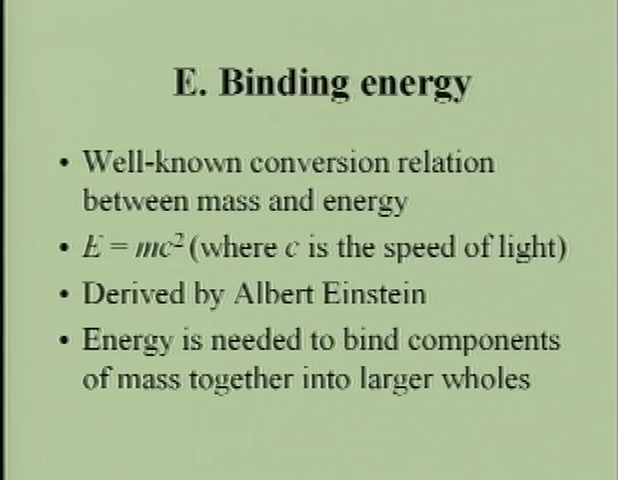 E. Binding energy
• Well-known conversion relation
between mass and energy
• E = mc² (where c is the speed of light)
• Derived by Albert Einstein
• Energy is needed to bind components
of mass together into larger wholes